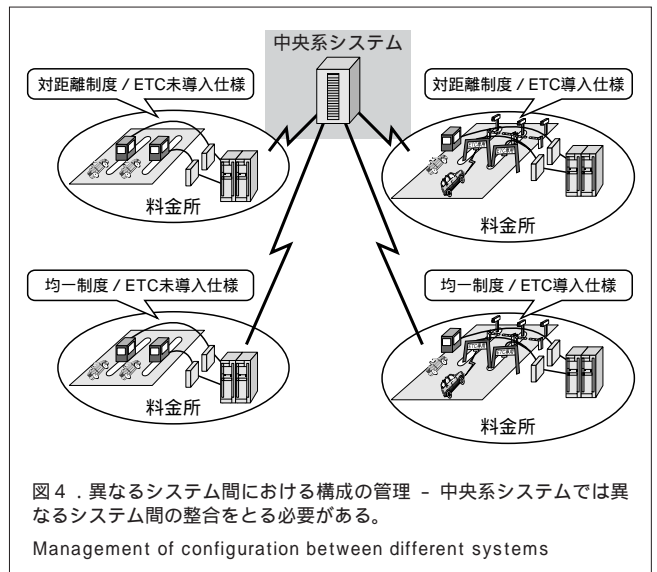 中央系システム
対距離制度 / ETC未導入仕様
対距離制度 / ETC導入仕様
料金所
料金所
均一制度 / ETC未導入仕様
均一制度 / ETC導入仕様
料金所
料金所
図4．異なるシステム間における構成の管理 － 中央系システムでは異
なるシステム間の整合をとる必要がある。
Management of configuration between different systems